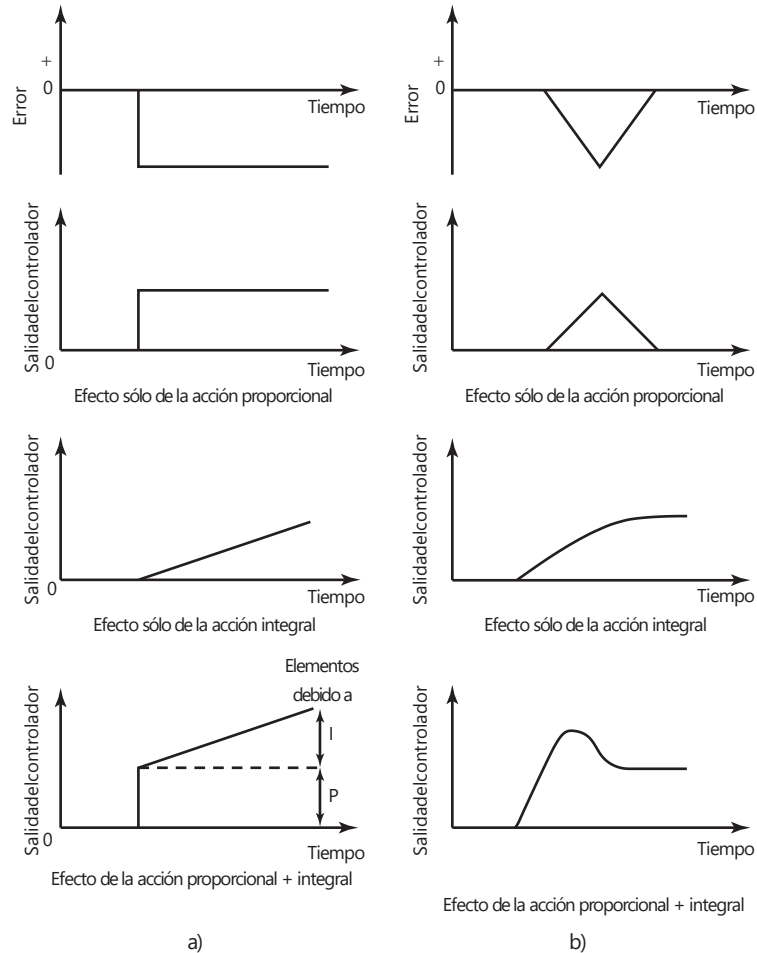 Error
0 +
Tiempo
Salidadelcontrolador
0
Tiempo
Efecto sólo de la acción proporcional
Salidadelcontrolador
0
Tiempo
Efecto sólo de la acción integral
Elementos
debido a
I
P
Salidadelcontrolador
0
Tiempo
Efecto de la acción proporcional + integral
a)
Error
0 +
Tiempo
Salidadelcontrolador
Tiempo
Efecto sólo de la acción proporcional
Salidadelcontrolador
Tiempo
Efecto sólo de la acción integral
Salidadelcontrolador
Tiempo
Efecto de la acción proporcional + integral
b)